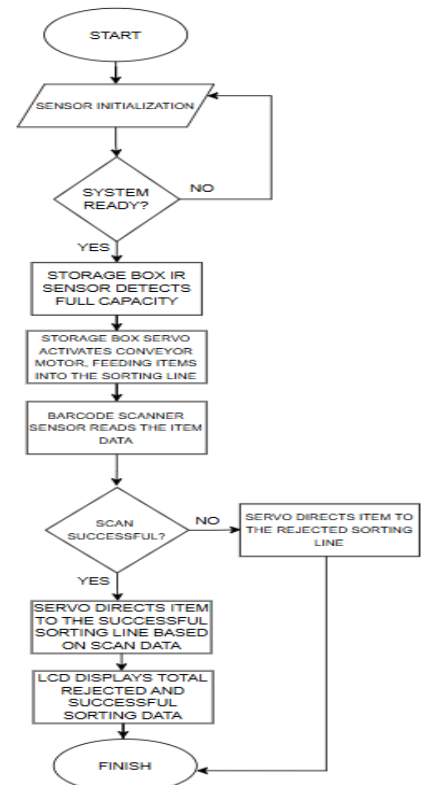 START
SENSOR INITIALIZATION
SYSTEM
READY?
NO
YES
STORAGE BOX IR
SENSOR DETECTS
FULL CAPACITY
STORAGE BOX SERVO
ACTIVATES CONVEYOR
MOTOR, FEEDING ITEMS
INTO THE SORTING LINE
BARCODE SCANNER
SENSOR READS THE ITEM
DATA
SCAN
SUCCESSFUL?
NO
SERVO DIRECTS ITEM TO
THE REJECTED SORTING
LINE
YES
SERVO DIRECTS ITEM
TO THE SUCCESSFUL
SORTING LINE BASED
ON SCAN DATA
LCD DISPLAYS TOTAL
REJECTED AND
SUCCESSFUL
SORTING DATA
FINISH